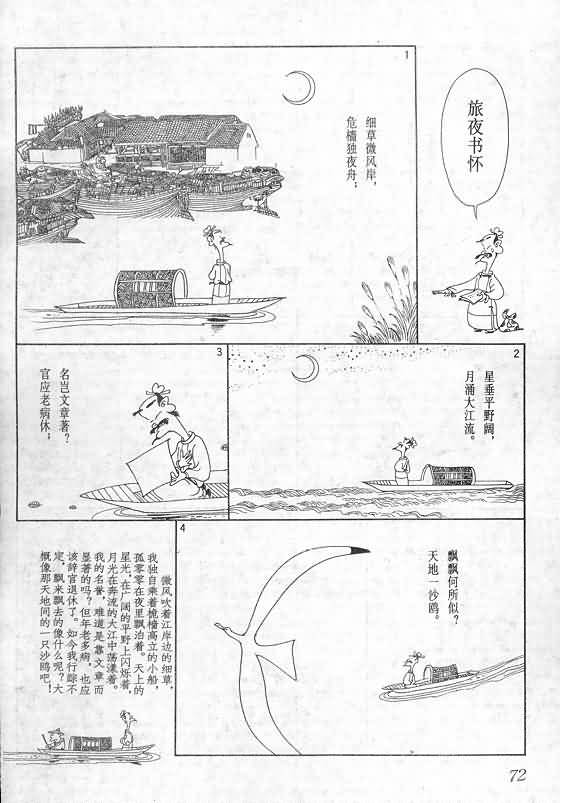 旅夜书怀
1
细草微风岸，
危樯独夜舟；
2
星垂平野阔，
月涌大江流。
3
名岂文章著？
官应老病休；
4
飘飘何所似？
天地一沙鸥。
微风吹着江岸边的细草，
我独自乘着桅樯高立的小船，
孤零零在夜里飘泊着。天上的
星光，在广阔的平野上闪烁着，
月光在奔流的大江中荡漾着。
我的名誉，难道是靠文章而
显著的吗？但年老多病，也应
该辞官退休了。如今我行踪不
定，飘来飘去的像什么呢？大
概像那天地间的一只沙鸥吧！
72